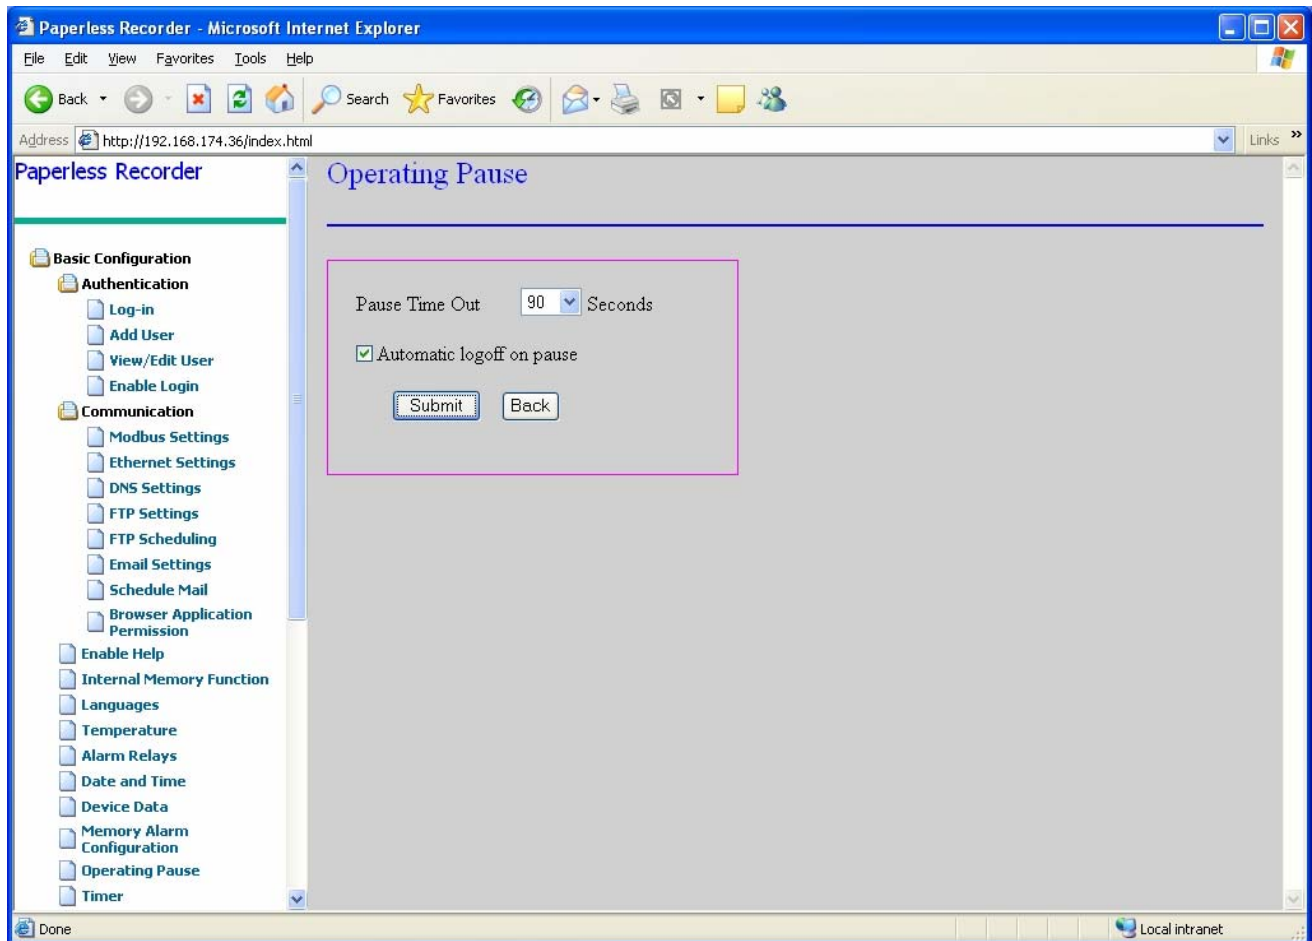 Paperless Recorder - Microsoft Internet Explorer
File Edit View Favorites Tools Help
Back Search Favorites
Address http://192.168.174.36/index.html Links »
Paperless Recorder
Basic Configuration
Authentication
Log-in
Add User
View/Edit User
Enable Login
Communication
Modbus Settings
Ethernet Settings
DNS Settings
FTP Settings
FTP Scheduling
Email Settings
Schedule Mail
Browser Application
Permission
Enable Help
Internal Memory Function
Languages
Temperature
Alarm Relays
Date and Time
Device Data
Memory Alarm
Configuration
Operating Pause
Timer
Operating Pause
Pause Time Out 90 Seconds
Automatic logoff on pause
Submit Back
Done Local intranet